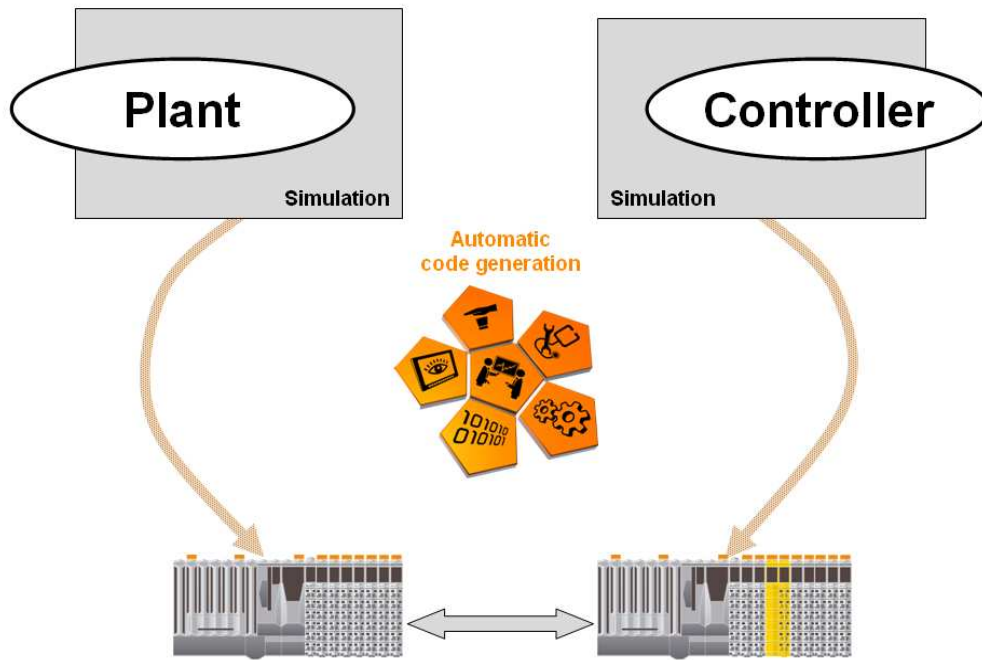 Plant
Simulation
Controller
Simulation
Automatic
code generation
101010
010101